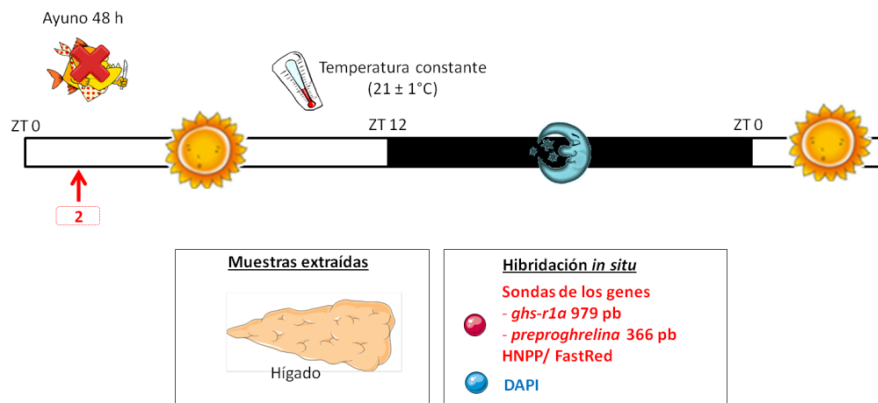 Ayuno 48 h
Temperatura constante
(21 ± 1°C)
ZT 0
ZT 12
ZT 0
2
Muestras extraídas
Hígado
Hibridación in situ
Sondas de los genes
- ghs-r1a 979 pb
- preproghrelina 366 pb
HNPP/ FastRed
DAPI